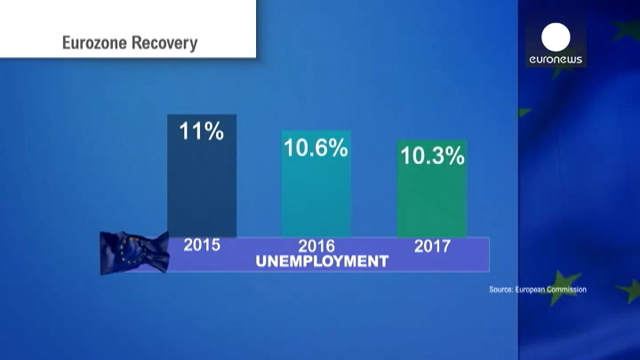 Eurozone Recovery
euronews
11%
10.6%
10.3%
2015 2016 2017
UNEMPLOYMENT
Source: European Commission